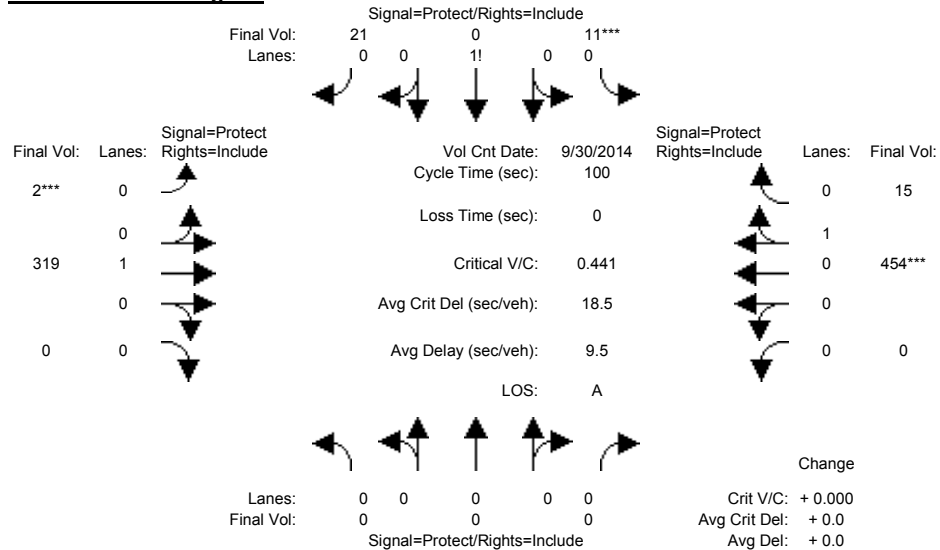 Signal=Protect/Rights=Include
Final Vol: 21 0 11***
Lanes: 0 0 1! 0 0
Signal=Protect Signal=Protect
Final Vol: Lanes: Rights=Include Vol Cnt Date: 9/30/2014 Rights=Include Lanes: Final Vol:
2*** 0 Cycle Time (sec): 100 0 15
0 Loss Time (sec): 0 1
319 1 Critical V/C: 0.441 0 454***
0 Avg Crit Del (sec/veh): 18.5 0
0 0 Avg Delay (sec/veh): 9.5 0 0
LOS: A
Change
Lanes: 0 0 0 0 0 Crit V/C: + 0.000
Final Vol: 0 0 0 Avg Crit Del: + 0.0
Signal=Protect/Rights=Include Avg Del: + 0.0